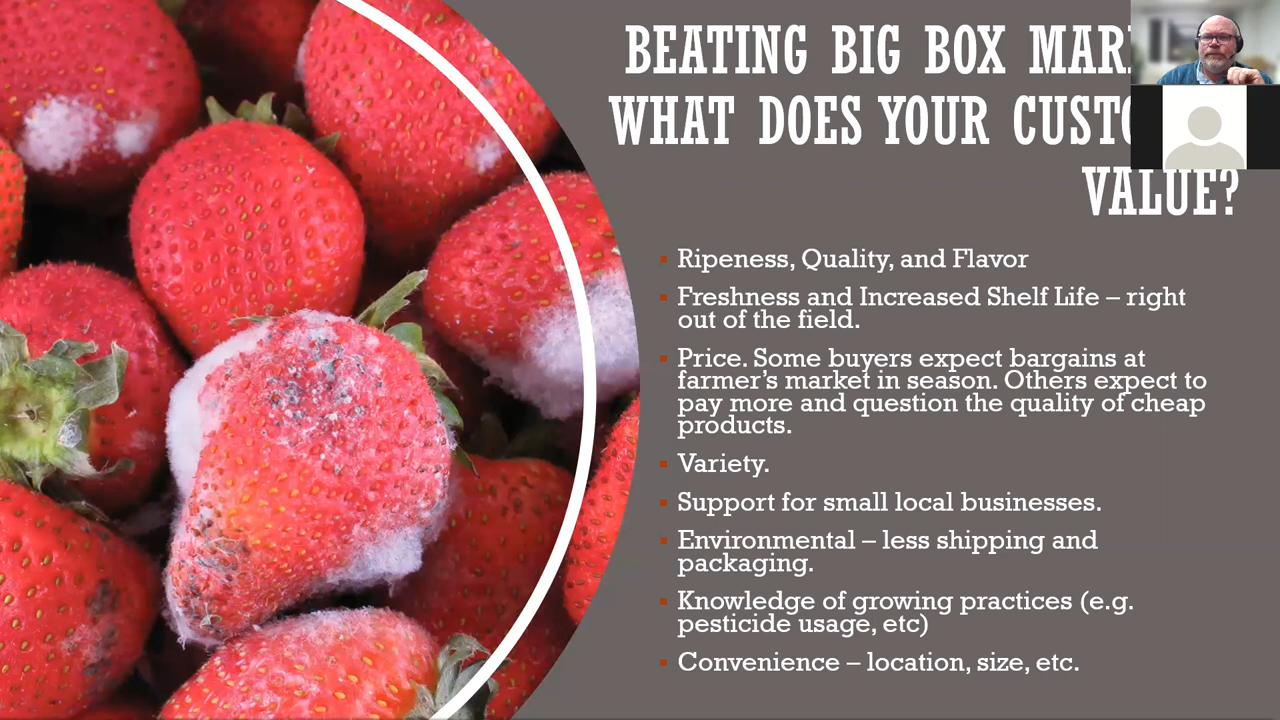 BEATING BIG BOX
WHAT DOES YOUR
VALUE?
▪ Ripeness, Quality, and Flavor
▪ Freshness and Increased Shelf Life – right
out of the field.
▪ Price. Some buyers expect bargains at
farmer's market in season. Others expect to
pay more and question the quality of cheap
products.
▪ Variety.
▪ Support for small local businesses.
▪ Environmental – less shipping and
packaging.
▪ Knowledge of growing practices (e.g.
pesticide usage, etc)
▪ Convenience – location, size, etc.